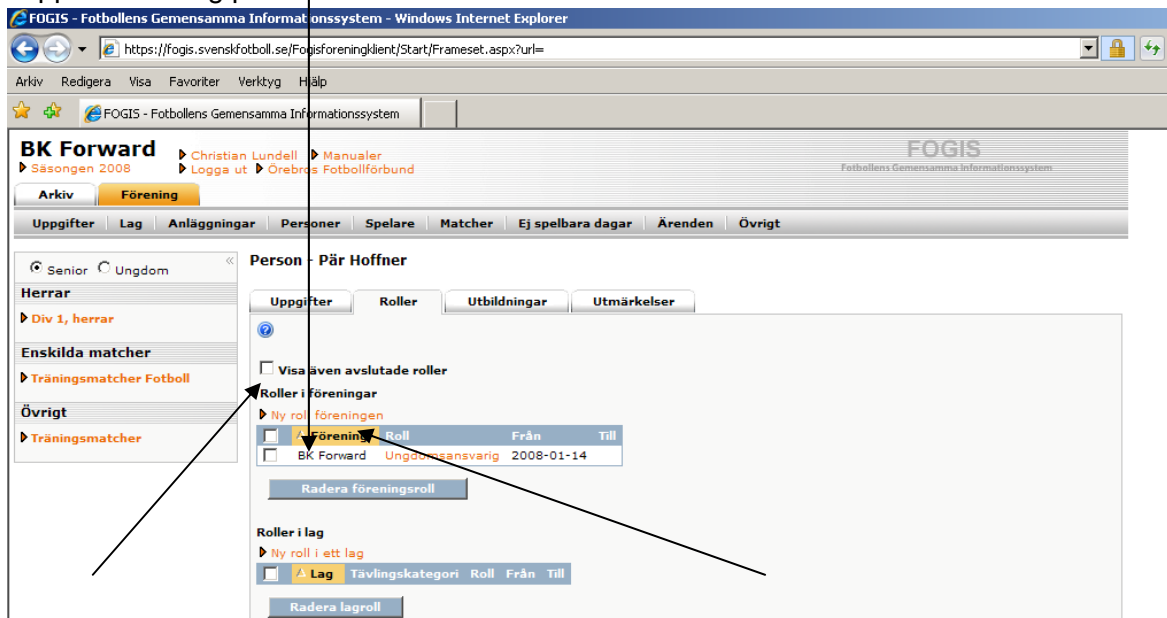 FOGIS - Fotbollens Gemensamma Informationssystem - Windows Internet Explorer
https://fogis.svenskfotboll.se/Fogisforeningklient/Start/Frameset.aspx?url=
Arkiv Redigera Visa Favoriter Verktyg Hjälp
FOGIS - Fotbollens Gemensamma Informationssystem
BK Forward Christian Lundell Manualer FOGIS
Säsongen 2008 Logga ut Örebros Fotbollförbund Fotbollens Gemensamma Informationssystem
Arkiv Förening
Uppgifter Lag Anläggningar Personer Spelare Matcher Ej spelbara dagar Ärenden Övrigt
Senior Ungdom
Herrar
Div 1, herrar
Enskilda matcher
Träningsmatcher Fotboll
Övrigt
Träningsmatcher
Person - Pär Hoffner
Uppgifter Roller Utbildningar Utmärkelser
Visa även avslutade roller
Roller i föreningar
Ny roll föreningen
Förening Roll Från Till
BK Forward Ungdomsansvarig 2008-01-14
Radera föreningsroll
Roller i lag
Ny roll i ett lag
Lag Tävlingskategori Roll Från Till
Radera lagroll